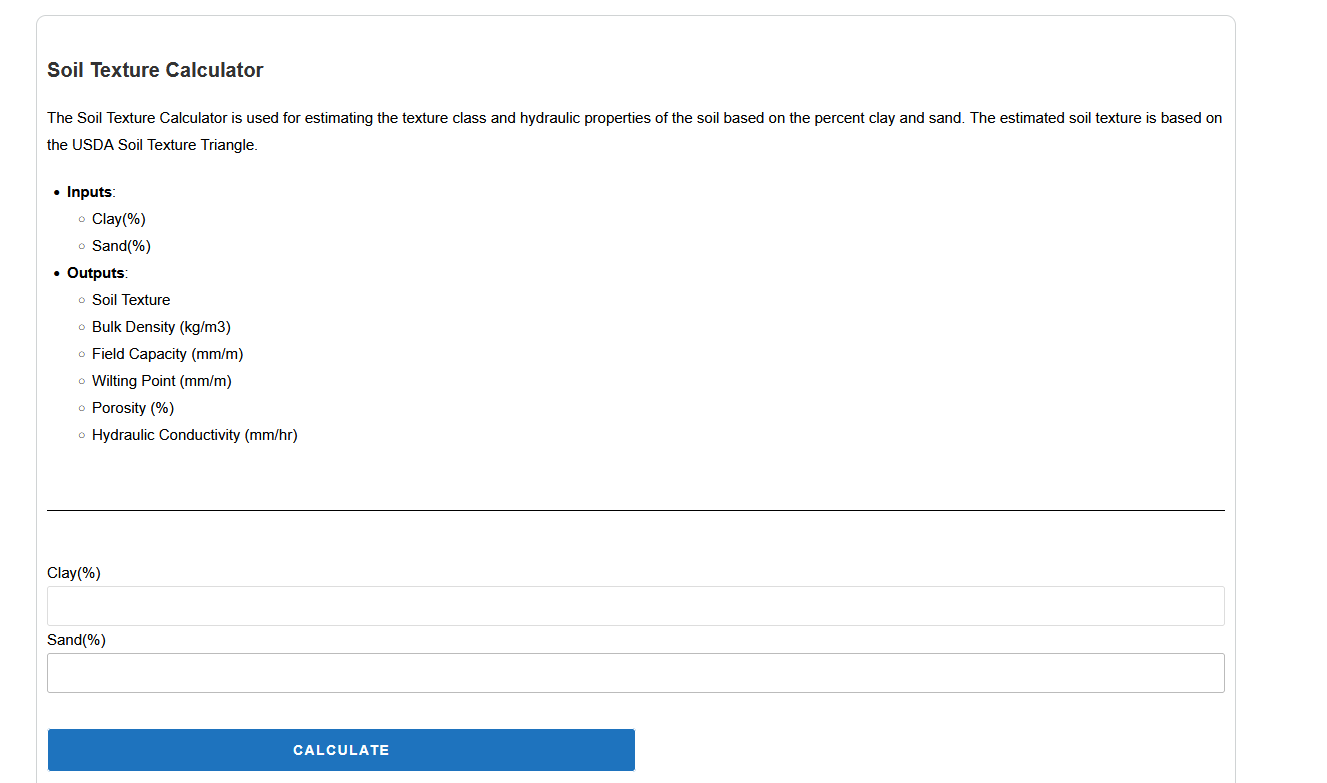 Soil Texture Calculator
The Soil Texture Calculator is used for estimating the texture class and hydraulic properties of the soil based on the percent clay and sand. The estimated soil texture is based on
the USDA Soil Texture Triangle.
• Inputs:
○ Clay(%)
○ Sand(%)
• Outputs:
○ Soil Texture
○ Bulk Density (kg/m3)
○ Field Capacity (mm/m)
○ Wilting Point (mm/m)
○ Porosity (%)
○ Hydraulic Conductivity (mm/hr)
Clay(%)
Sand(%)
CALCULATE